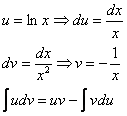 u = ln x ⇒ du = dx/x
dv = dx/x² ⇒ v = -1/x
∫udv = uv - ∫vdu